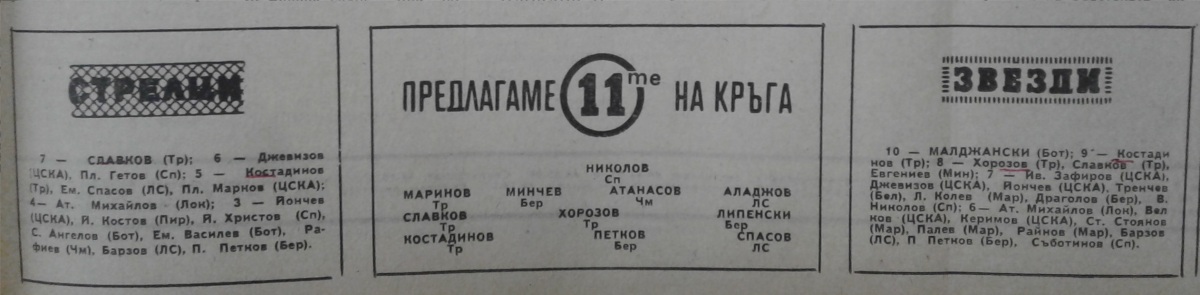 СТРЕЛЦИ
7 — СЛАВКОВ (Тр); 6 — Джевизов
(ЦСКА), Пл. Гетов (Сп); 5 — Костадинов
(Тр), Ем. Спасов (ЛС), Пл. Марков (ЦСКА);
4— Ат. Михайлов (Лок); 3 — Йончев
(ЦСКА), Й. Костов (Пир), Й. Христов (Сп),
С. Ангелов (Бот), Ем. Василев (Бот), Ра-
фиев (Чм), Барзов (ЛС), П. Петков (Бер).
ПРЕДЛАГАМЕ 11те НА КРЪГА
НИКОЛОВ
Сп
МАРИНОВ МИНЧЕВ АТАНАСОВ АЛАДЖОВ
Тр Бер Чм ЛС
СЛАВКОВ ХОРОЗОВ ЛИПЕНСКИ
Тр Тр Бер
КОСТАДИНОВ ПЕТКОВ СПАСОВ
Тр Бер ЛС
ЗВЕЗДИ
10 — МАЛДЖАНСКИ (Бот); 9 — Костади
нов (Тр); 8 — Хорозов (Тр), Славков (Тр),
Евгениев (Мин); 7 — Ив. Зафиров (ЦСКА),
Джевизов (ЦСКА), Йончев (ЦСКА), Тренчев
(Бел), Л. Колев (Мар), Драголов (Бер), В.
Николов (Сп); 6 — Ат. Михайлов (Лок), Вел
ков (ЦСКА), Керимов (ЦСКА), Ст. Стоянов
(Мар), Палев (Мар), Райнов (Мар), Барзов
(ЛС), П Петков (Бер), Съботинов (Сп).